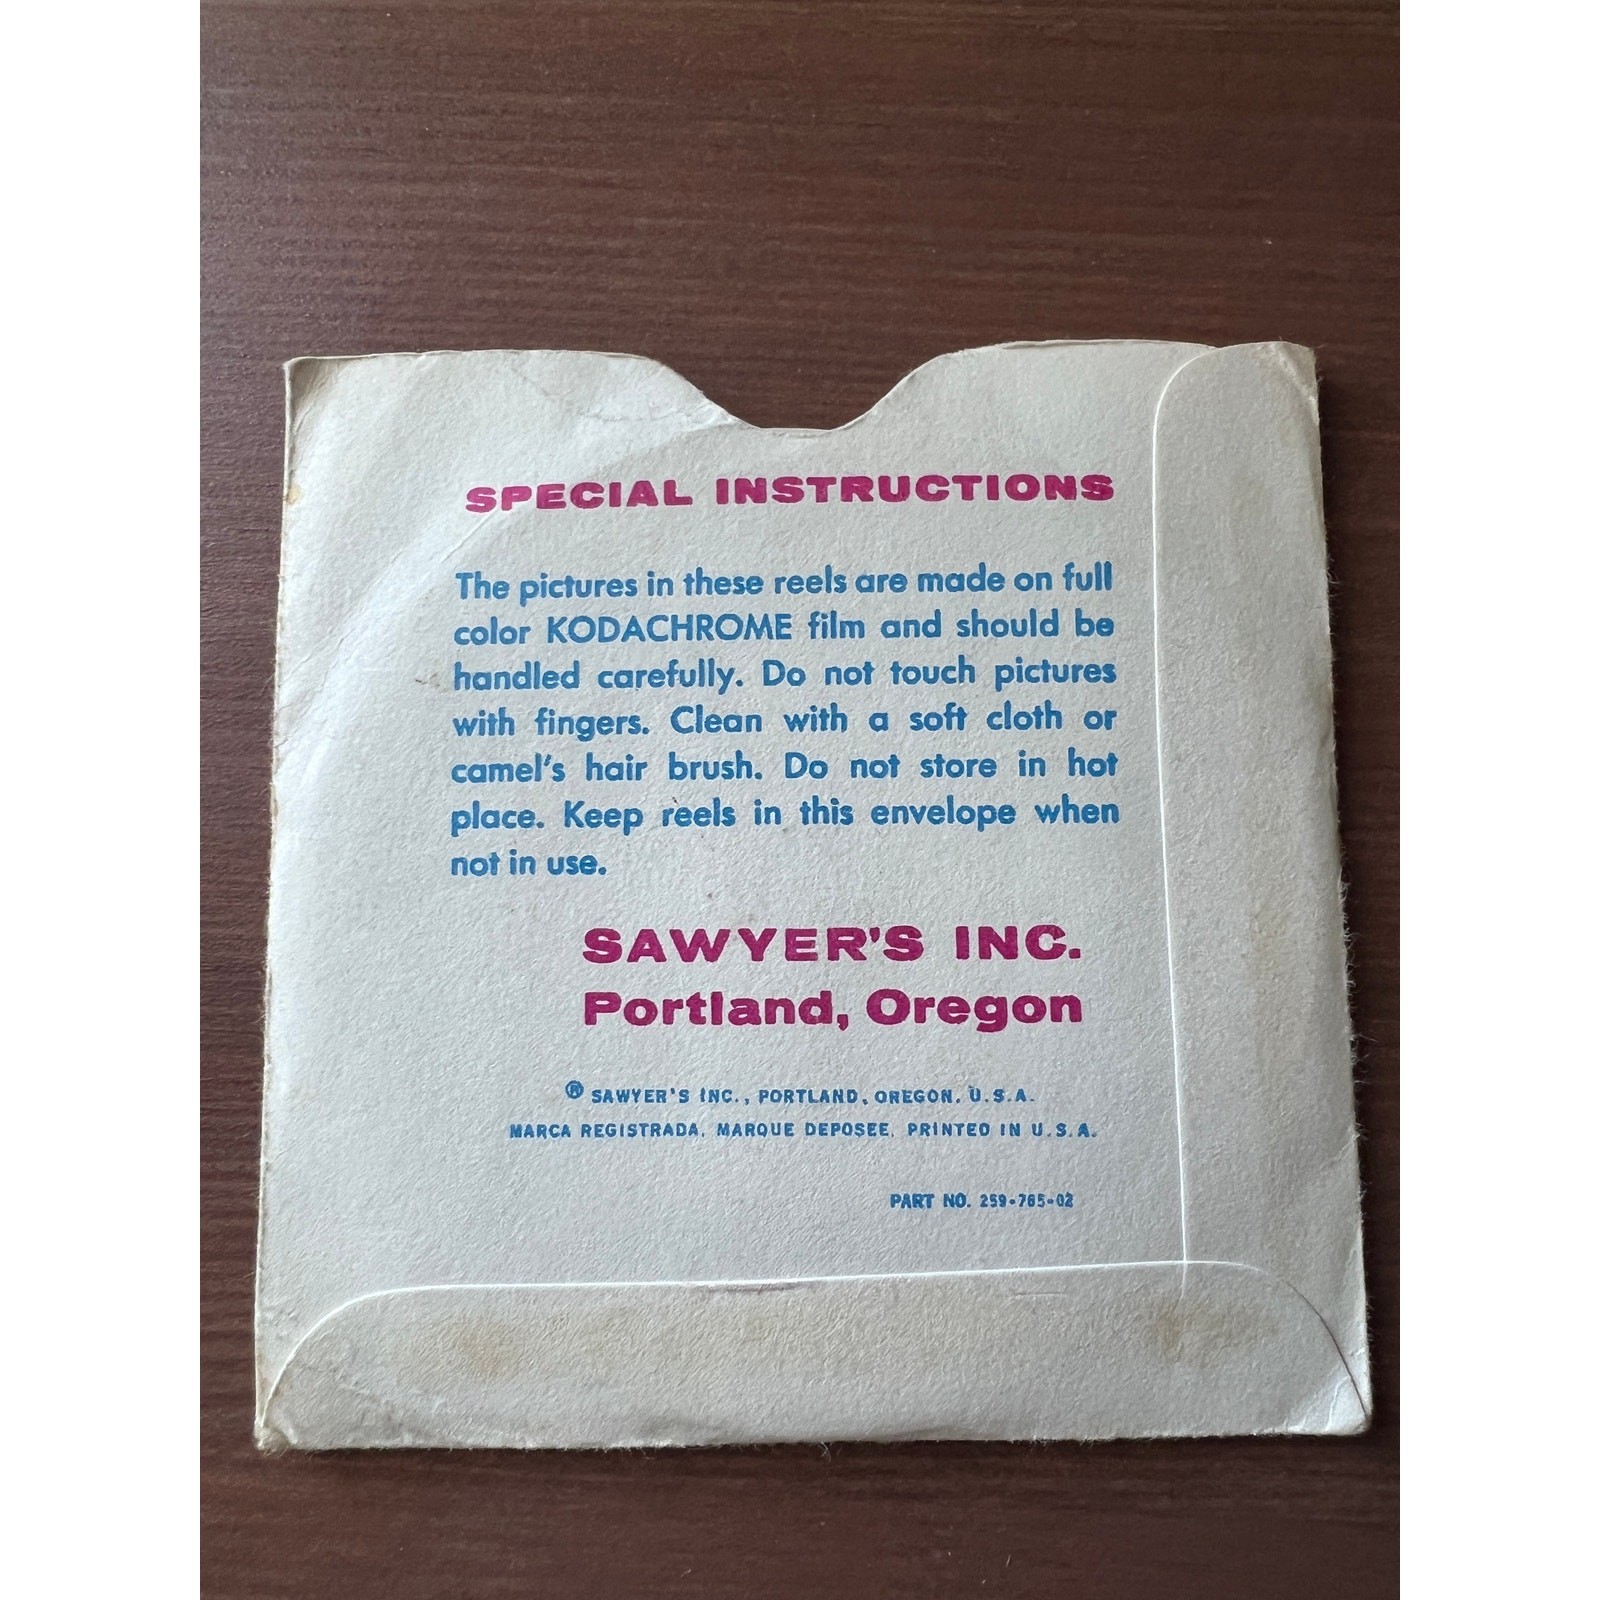 SPECIAL INSTRUCTIONS
The pictures in these reels are made on full
color KODACHROME film and should be
handled carefully. Do not touch pictures
with fingers. Clean with a soft cloth or
camel's hair brush. Do not store in hot
place. Keep reels in this envelope when
not in use.
SAWYER'S INC.
Portland, Oregon
® SAWYER'S INC., PORTLAND, OREGON, U.S.A.
MARCA REGISTRADA, MARQUE DEPOSEE, PRINTED IN U.S.A.
PART NO. 259-765-02